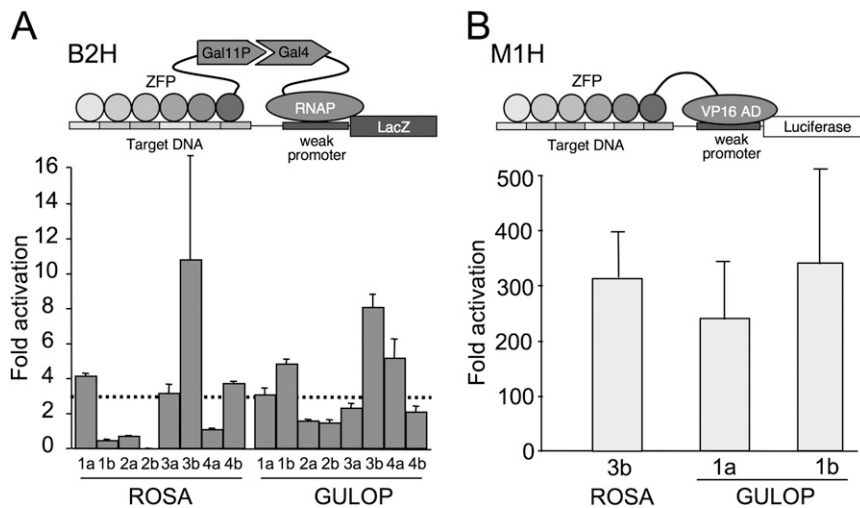 A
B2H
Gal11P
Gal4
ZFP
RNAP
LacZ
Target DNA
weak
promoter
Fold activation
16
14
12
10
8
6
4
2
0
1a 1b 2a 2b 3a 3b 4a 4b 1a 1b 2a 2b 3a 3b 4a 4b
ROSA GULOP
B
M1H
ZFP
VP16 AD
Luciferase
Target DNA
weak
promoter
Fold activation
500
400
300
200
100
0
3b 1a 1b
ROSA GULOP